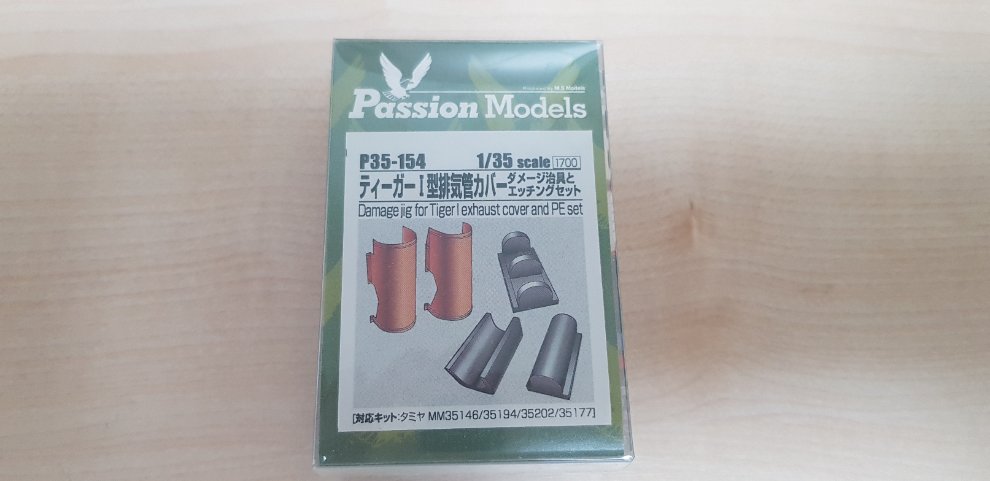 Produced by M.S Models
Passion Models
P35-154 1/35 scale 1700
ティーガーI型排気管カバー ダメージ治具と
エッチングセット
Damage jig for Tiger I exhaust cover and PE set
[対応キット:タミヤ MM35146/35194/35202/35177]